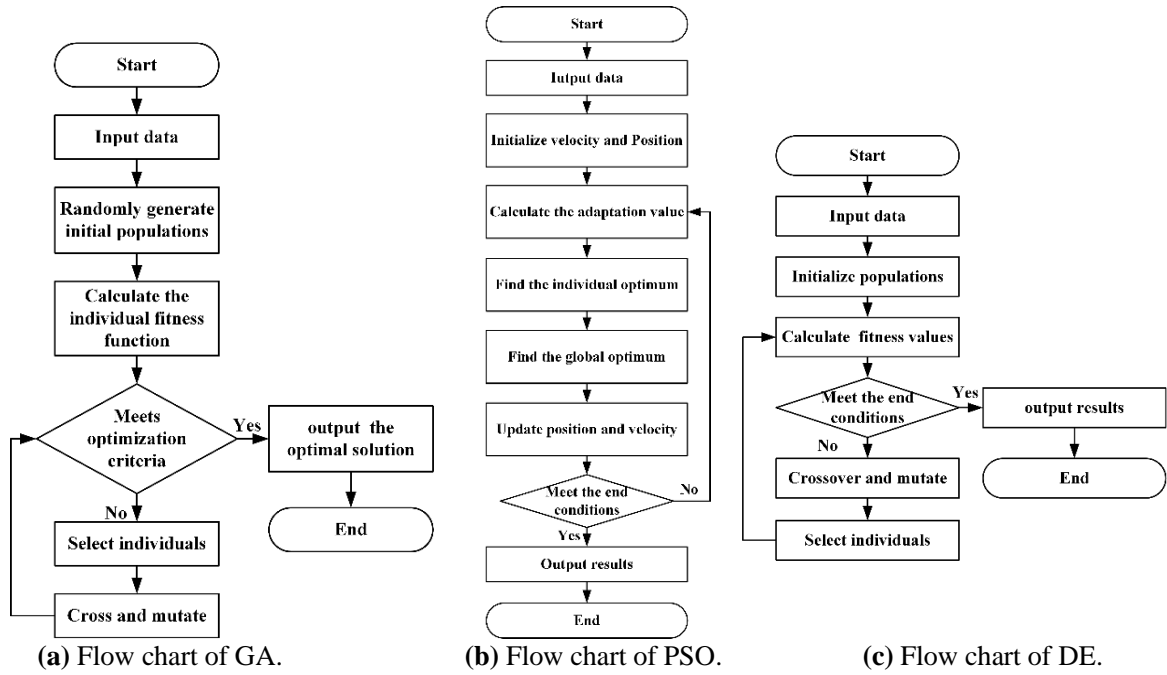 Start
Input data
Randomly generate
initial populations
Calculate the
individual fitness
function
Meets
optimization
criteria
Yes
output the
optimal solution
End
No
Select individuals
Cross and mutate
(a) Flow chart of GA.
Start
Iutput data
Initialize velocity and Position
Calculate the adaptation value
Find the individual optimum
Find the global optimum
Update position and velocity
Meet the end
conditions
No
Yes
Output results
End
(b) Flow chart of PSO.
Start
Input data
Initialize populations
Calculate fitness values
Meet the end
conditions
Yes
output results
End
No
Crossover and mutate
Select individuals
(c) Flow chart of DE.